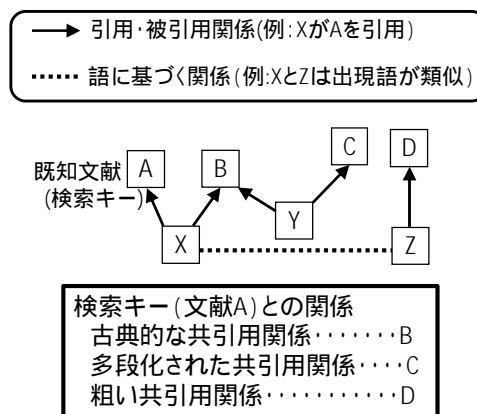 引用・被引用関係(例:XがAを引用)
語に基づく関係(例:XとZは出現語が類似)
C D
既知文献 A B
(検索キー)
Y
X Z
検索キー(文献A)との関係
古典的な共引用関係‥‥‥‥B
多段化された共引用関係‥‥C
粗い共引用関係‥‥‥‥‥‥D